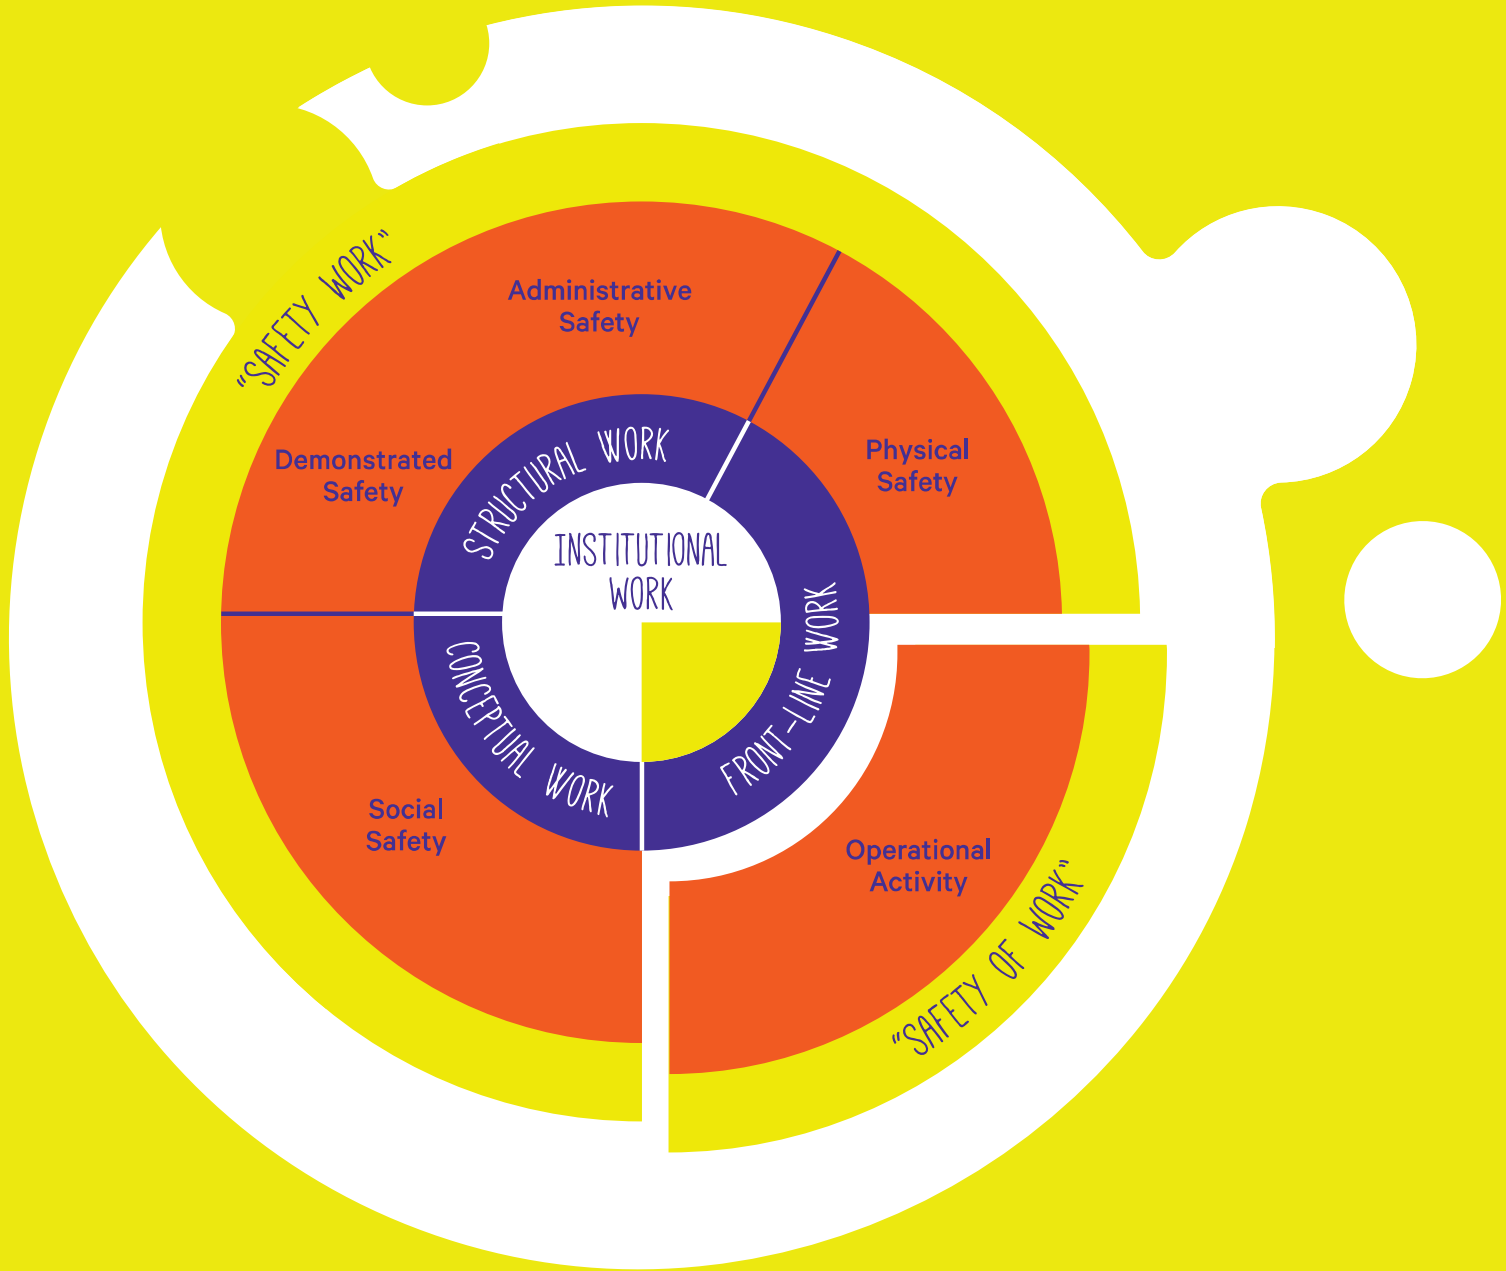 "SAFETY WORK"
Administrative
Safety
Demonstrated
Safety
Physical
Safety
STRUCTURAL WORK
INSTITUTIONAL
WORK
FRONT-LINE WORK
CONCEPTUAL WORK
Social
Safety
Operational
Activity
"SAFETY OF WORK"